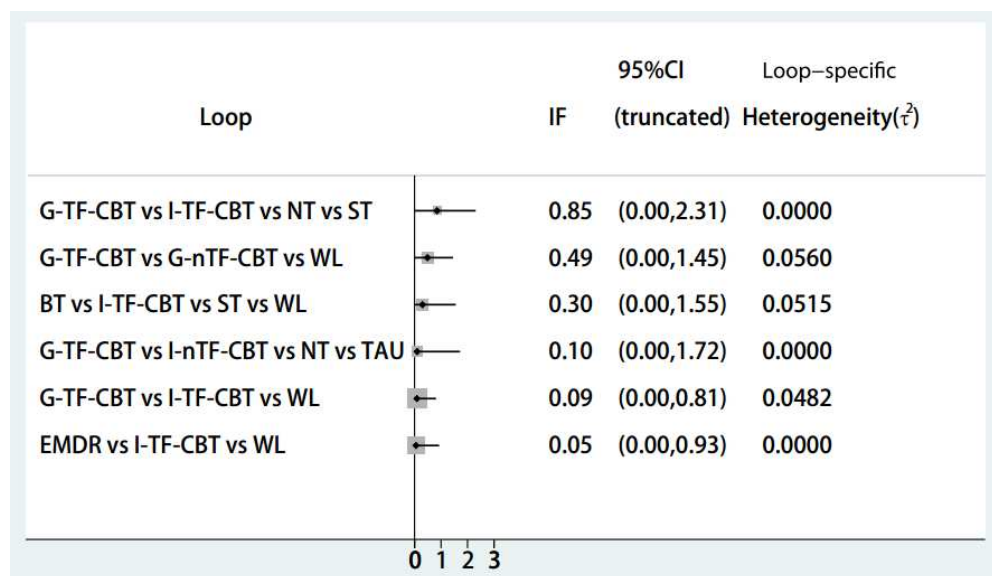 95%CI Loop–specific
Loop IF (truncated) Heterogeneity(τ²)
G-TF-CBT vs I-TF-CBT vs NT vs ST 0.85 (0.00,2.31) 0.0000
G-TF-CBT vs G-nTF-CBT vs WL 0.49 (0.00,1.45) 0.0560
BT vs I-TF-CBT vs ST vs WL 0.30 (0.00,1.55) 0.0515
G-TF-CBT vs I-nTF-CBT vs NT vs TAU 0.10 (0.00,1.72) 0.0000
G-TF-CBT vs I-TF-CBT vs WL 0.09 (0.00,0.81) 0.0482
EMDR vs I-TF-CBT vs WL 0.05 (0.00,0.93) 0.0000
0 1 2 3